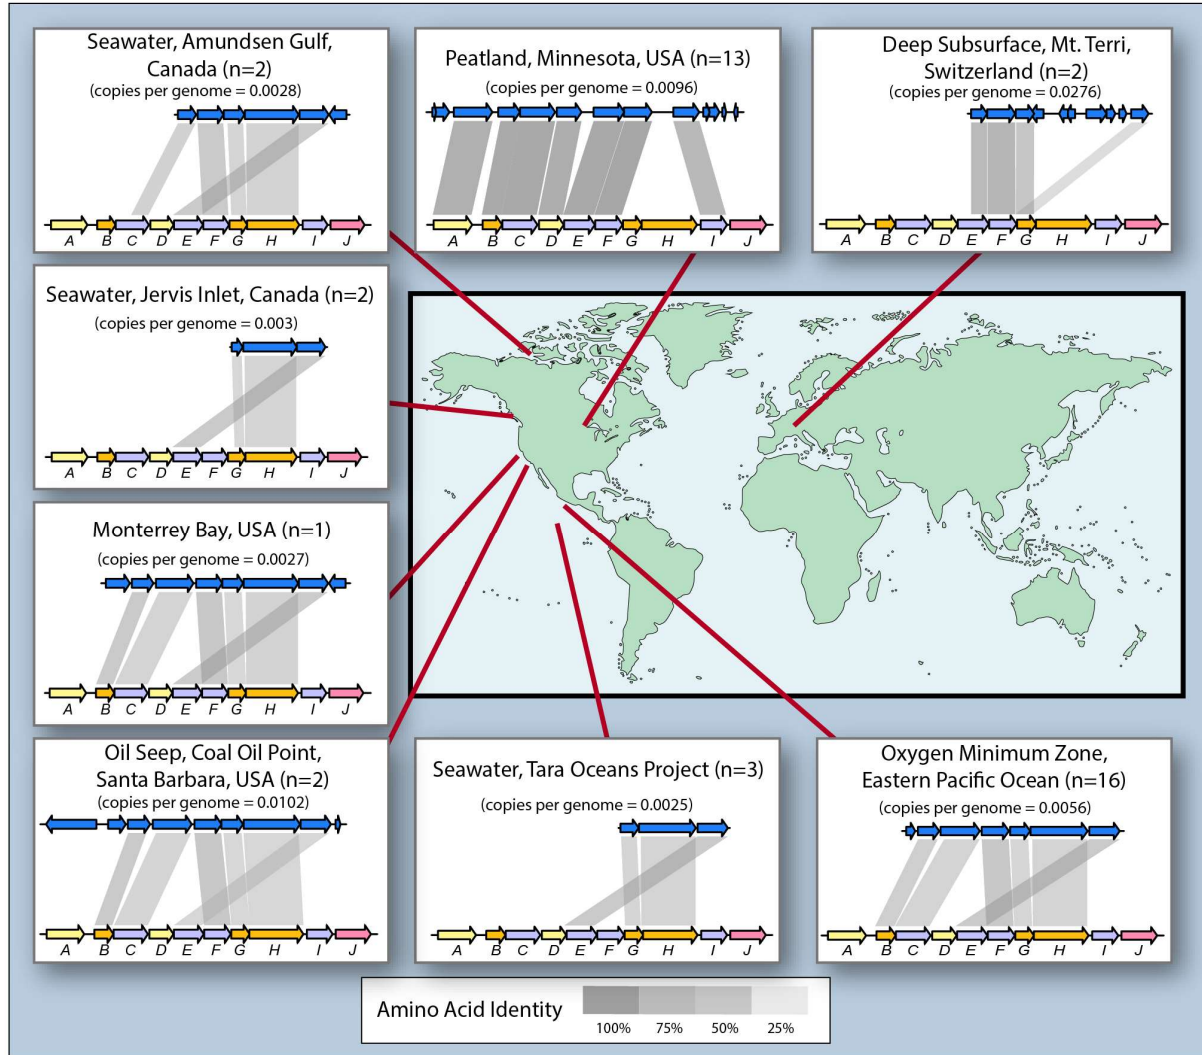 Seawater, Amundsen Gulf,
Canada (n=2)
(copies per genome = 0.0028)
A B C D E F G H I J
Peatland, Minnesota, USA (n=13)
(copies per genome = 0.0096)
A B C D E F G H I J
Deep Subsurface, Mt. Terri,
Switzerland (n=2)
(copies per genome = 0.0276)
A B C D E F G H I J
Seawater, Jervis Inlet, Canada (n=2)
(copies per genome = 0.003)
A B C D E F G H I J
Monterrey Bay, USA (n=1)
(copies per genome = 0.0027)
A B C D E F G H I J
Oil Seep, Coal Oil Point,
Santa Barbara, USA (n=2)
(copies per genome = 0.0102)
A B C D E F G H I J
Seawater, Tara Oceans Project (n=3)
(copies per genome = 0.0025)
A B C D E F G H I J
Oxygen Minimum Zone,
Eastern Pacific Ocean (n=16)
(copies per genome = 0.0056)
A B C D E F G H I J
Amino Acid Identity
100% 75% 50% 25%